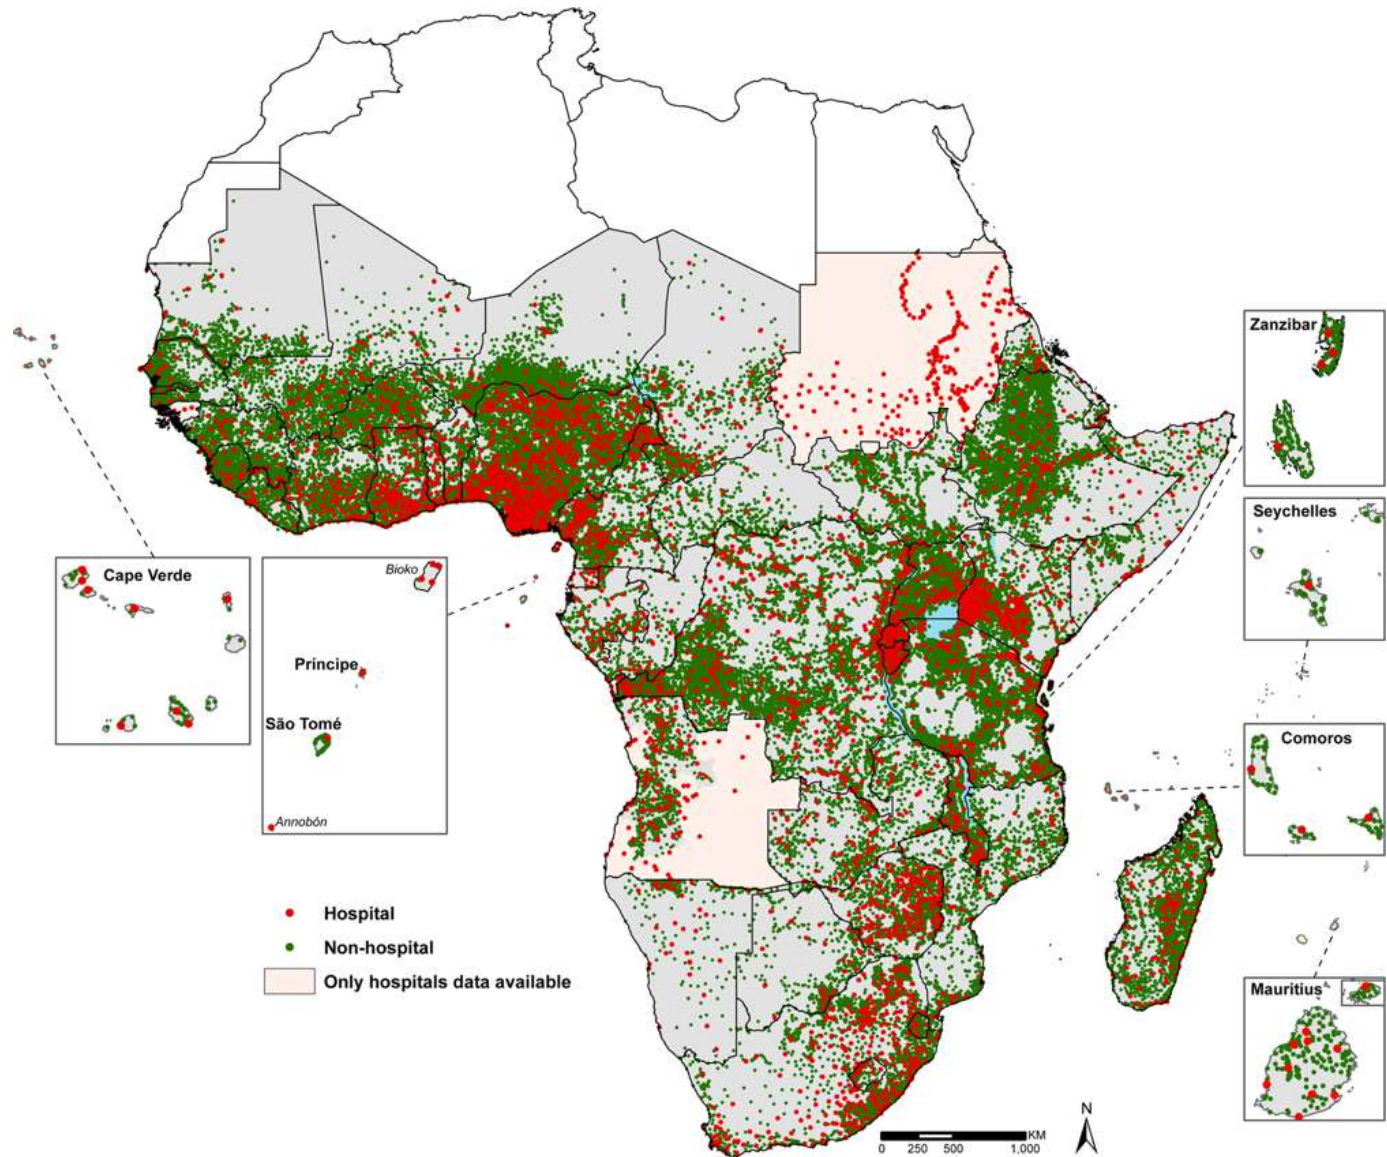 Zanzibar
Seychelles
Cape Verde
Bioko
Príncipe
São Tomé
Annobón
Comoros
Hospital
Non-hospital
Only hospitals data available
Mauritius
N
KM
0 250 500 1,000